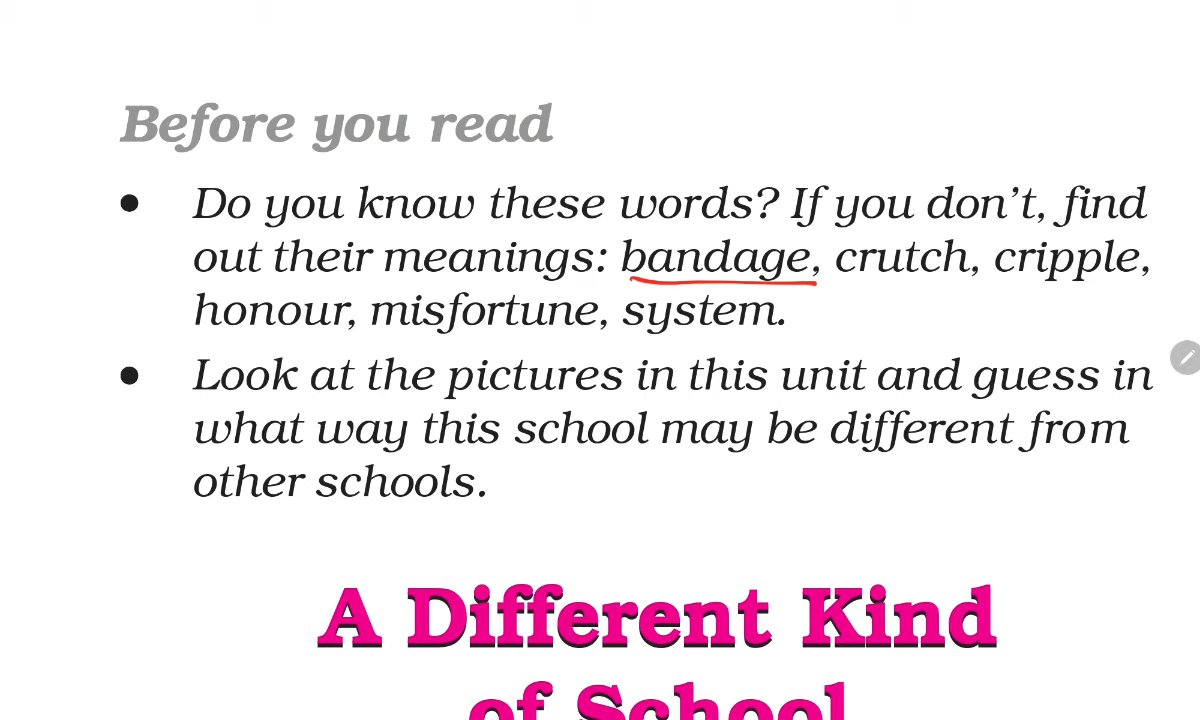 Before you read
• Do you know these words? If you don’t, find
out their meanings: bandage, crutch, cripple,
honour, misfortune, system.
• Look at the pictures in this unit and guess in
what way this school may be different from
other schools.
A Different Kind
of School